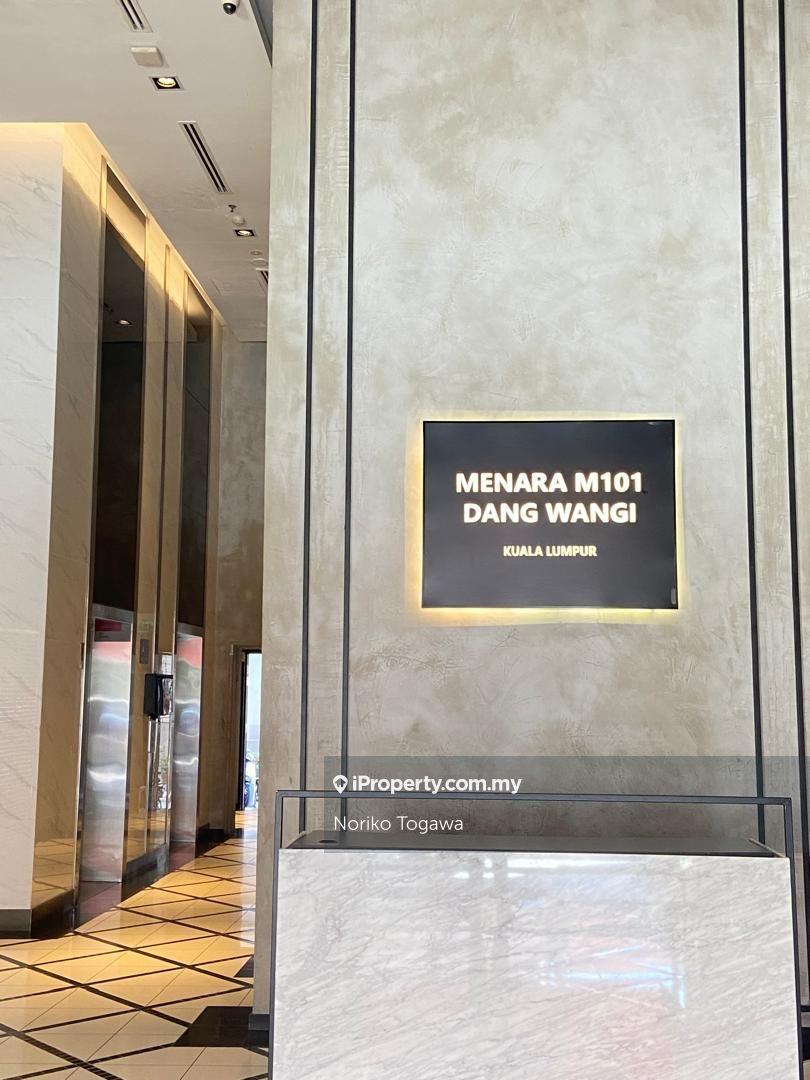 MENARA M101
DANG WANGI
KUALA LUMPUR
iProperty.com.my
Noriko Togawa